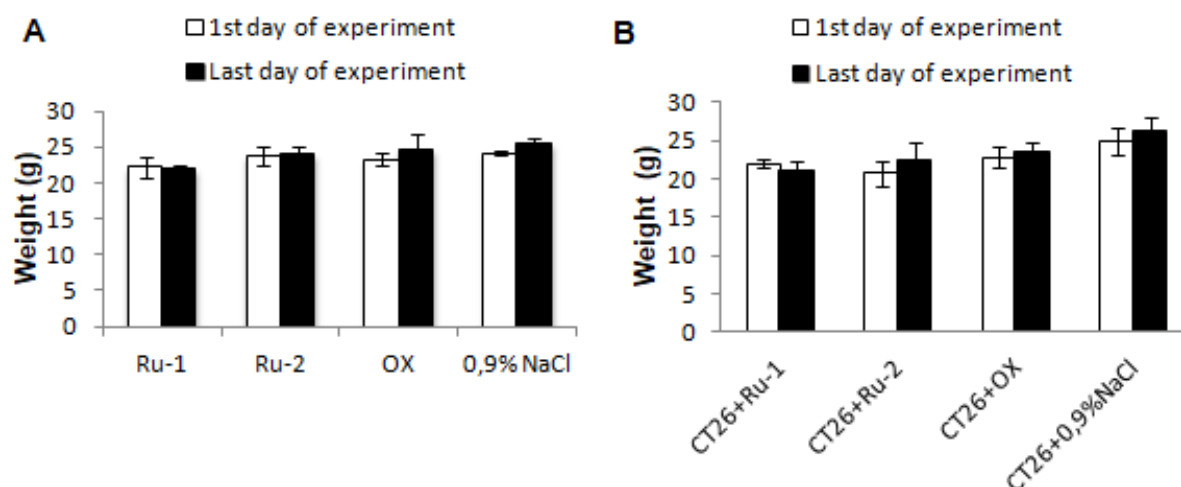 A
1st day of experiment
Last day of experiment
Weight (g)
30
25
20
15
10
5
0
Ru-1 Ru-2 OX 0,9% NaCl
B
1st day of experiment
Last day of experiment
Weight (g)
30
25
20
15
10
5
0
CT26+Ru-1
CT26+Ru-2
CT26+OX
CT26+0,9%NaCl